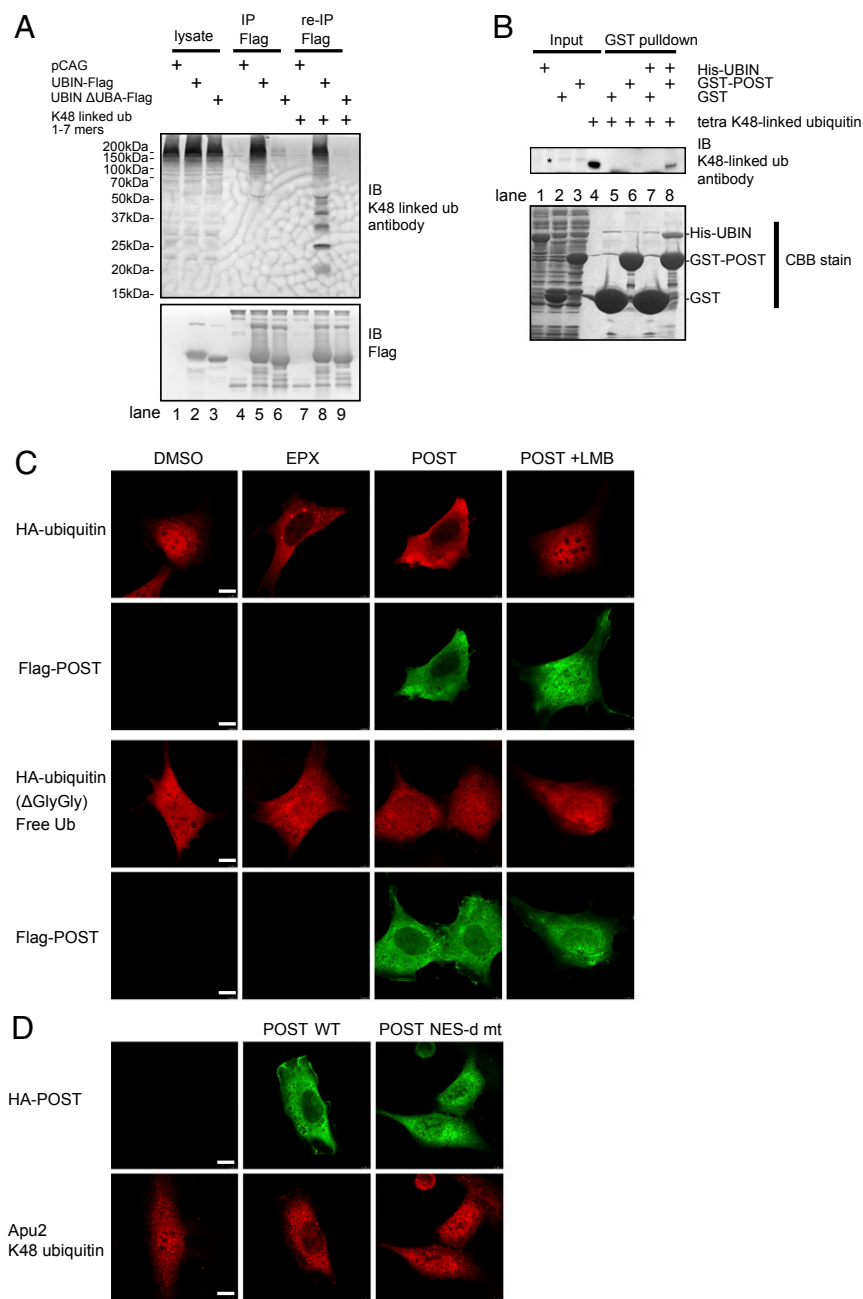 A
lysate
IP
Flag
re-IP
Flag
pCAG + + +
UBIN-Flag + + +
UBIN ΔUBA-Flag + + +
K48 linked ub
1-7 mers + + +
200kDa
150kDa-
100kDa-
70kDa-
50kDa-
37kDa-
25kDa-
20kDa-
15kDa-
IB
K48 linked ub
antibody
IB
Flag
lane 1 2 3 4 5 6 7 8 9
B
Input GST pulldown
+ + + His-UBIN
+ + + GST-POST
+ + + GST
+ + + + + tetra K48-linked ubiquitin
*
IB
K48-linked ub
antibody
lane 1 2 3 4 5 6 7 8
-His-UBIN
-GST-POST
-GST
CBB stain
C
DMSO EPX POST POST +LMB
HA-ubiquitin
Flag-POST
HA-ubiquitin
(ΔGlyGly)
Free Ub
Flag-POST
D
POST WT POST NES-d mt
HA-POST
Apu2
K48 ubiquitin